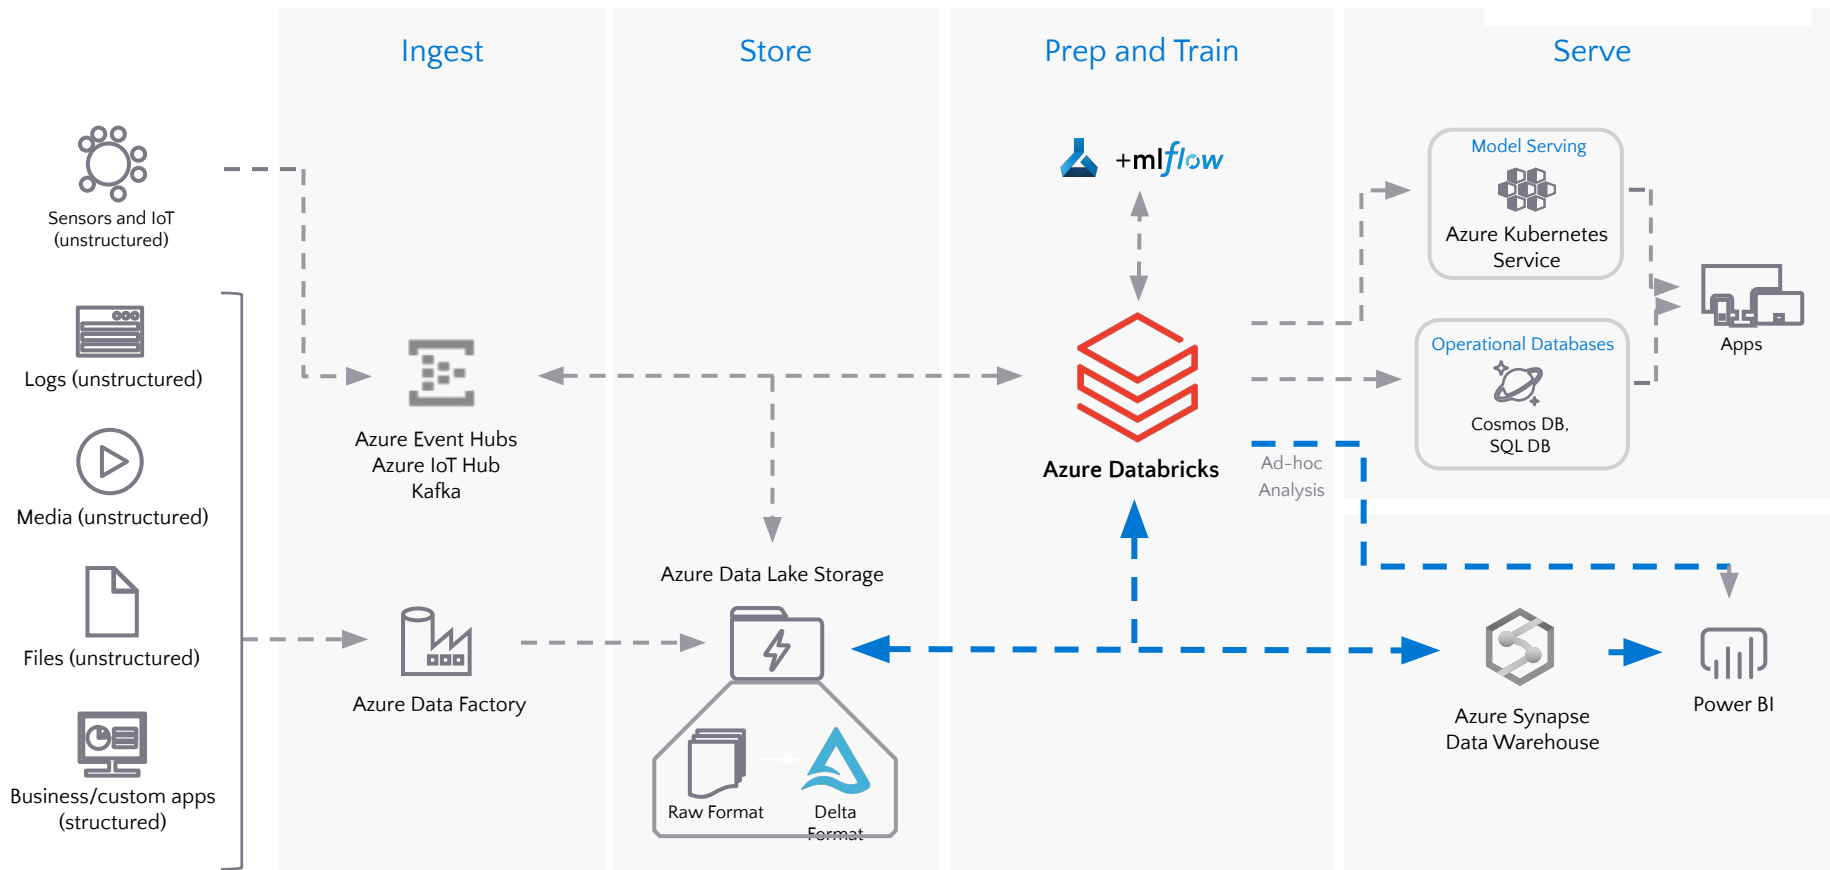 Ingest
Store
Prep and Train
Serve
Sensors and IoT
(unstructured)
Logs (unstructured)
Media (unstructured)
Files (unstructured)
Business/custom apps
(structured)
Azure Event Hubs
Azure IoT Hub
Kafka
Azure Data Factory
Azure Data Lake Storage
Raw Format
Delta
Format
+mlflow
Azure Databricks
Ad-hoc
Analysis
Model Serving
Azure Kubernetes
Service
Operational Databases
Cosmos DB,
SQL DB
Apps
Azure Synapse
Data Warehouse
Power BI